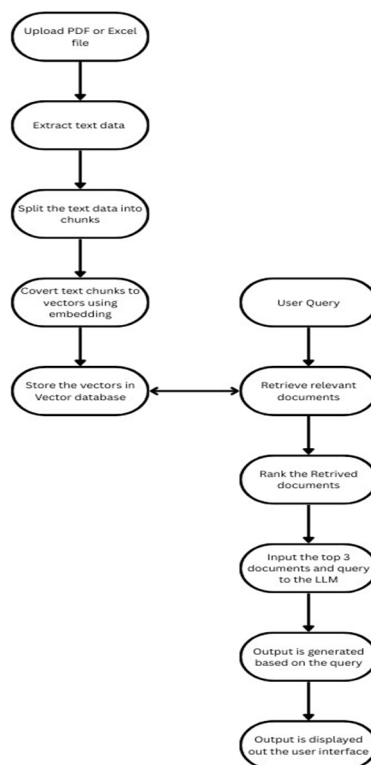 Upload PDF or Excel
file
Extract text data
Split the text data into
chunks
Covert text chunks to
vectors using
embedding
Store the vectors in
Vector database
User Query
Retrieve relevant
documents
Rank the Retrived
documents
Input the top 3
documents and query
to the LLM
Output is generated
based on the query
Output is displayed
out the user interface